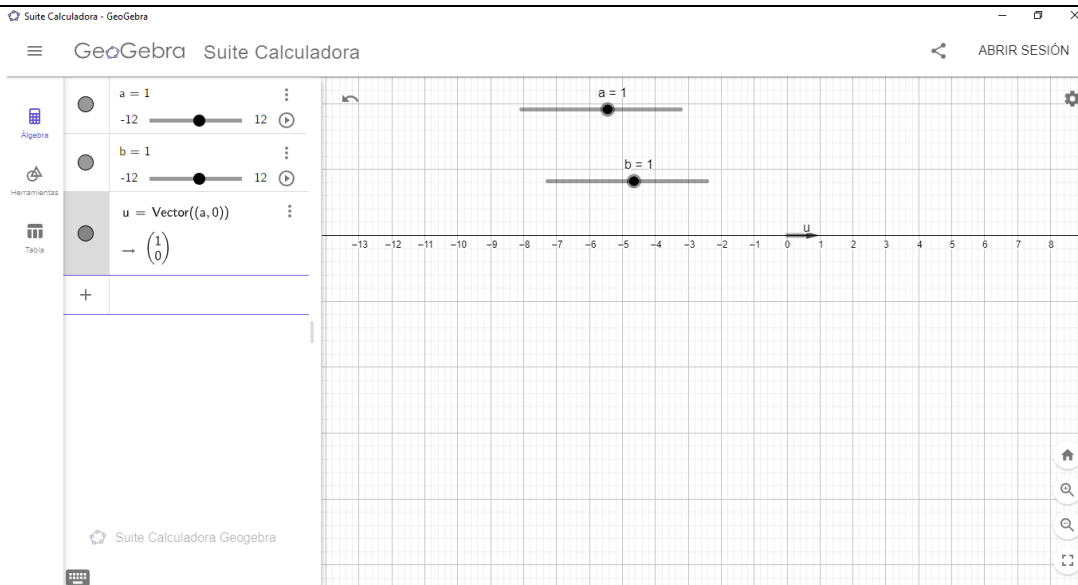 Suite Calculadora - GeoGebra
GeoGebra Suite Calculadora
ABRIR SESIÓN
Álgebra
Herramientas
Tabla
a = 1
-12 12
b = 1
-12 12
u = Vector((a, 0))
→ (1
0)
+
Suite Calculadora Geogebra
a = 1
b = 1
u
-13 -12 -11 -10 -9 -8 -7 -6 -5 -4 -3 -2 -1 0 1 2 3 4 5 6 7 8